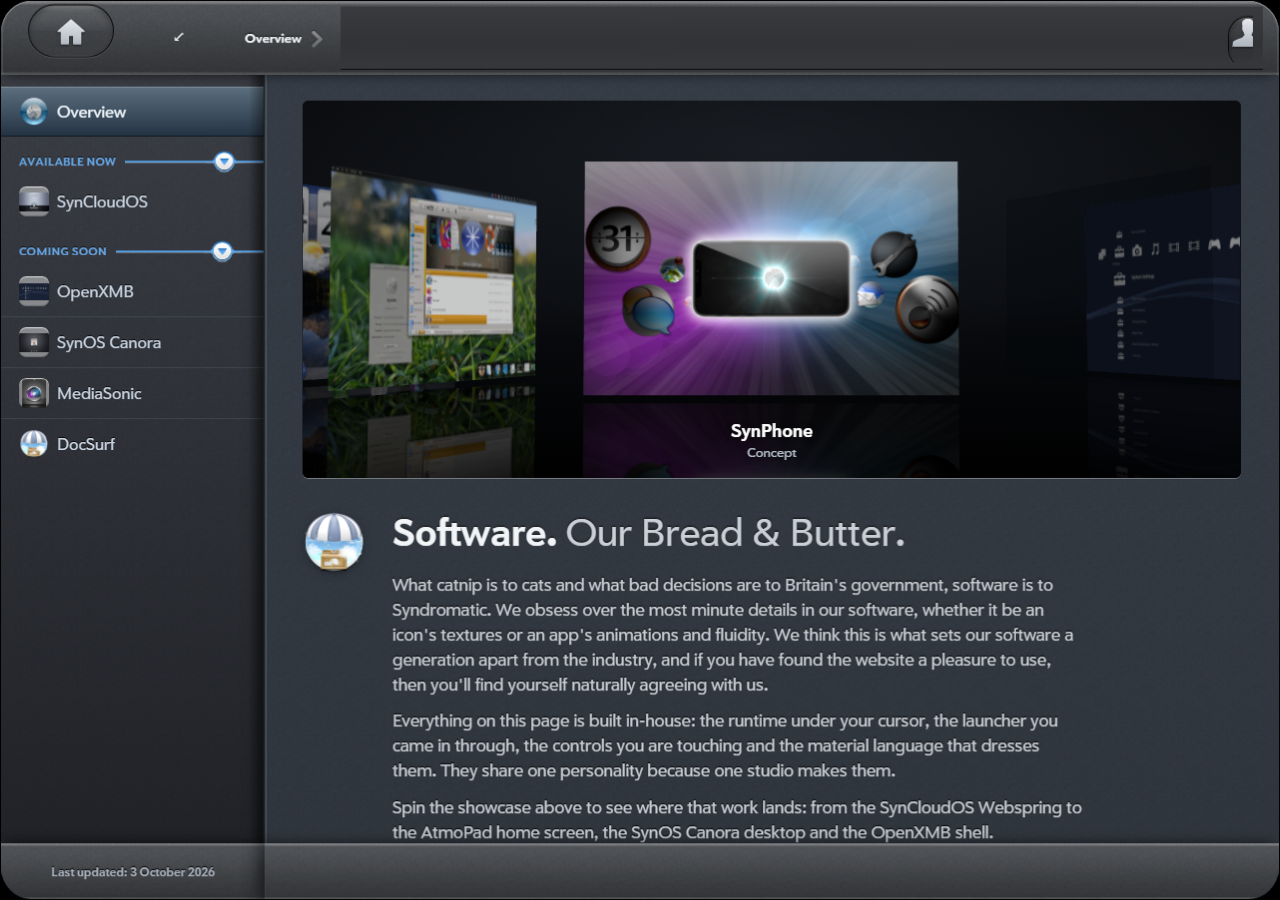 Overview
Overview
AVAILABLE NOW
SynCloudOS
COMING SOON
OpenXMB
SynOS Canora
MediaSonic
DocSurf
31
SynPhone
Concept
Software. Our Bread & Butter.
What catnip is to cats and what bad decisions are to Britain's government, software is to
Syndromatic. We obsess over the most minute details in our software, whether it be an
icon's textures or an app's animations and fluidity. We think this is what sets our software a
generation apart from the industry, and if you have found the website a pleasure to use,
then you'll find yourself naturally agreeing with us.
Everything on this page is built in-house: the runtime under your cursor, the launcher you
came in through, the controls you are touching and the material language that dresses
them. They share one personality because one studio makes them.
Spin the showcase above to see where that work lands: from the SynCloudOS Webspring to
the AtmoPad home screen, the SynOS Canora desktop and the OpenXMB shell.
Last updated: 3 October 2026